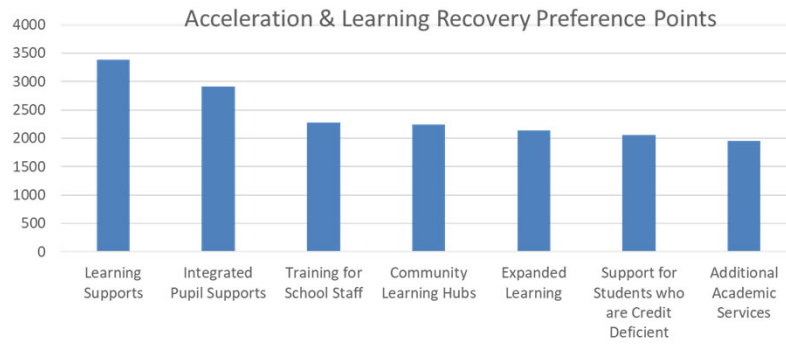 Acceleration & Learning Recovery Preference Points
4000
3500
3000
2500
2000
1500
1000
500
0
Learning
Supports
Integrated
Pupil Supports
Training for
School Staff
Community
Learning Hubs
Expanded
Learning
Support for
Students who
are Credit
Deficient
Additional
Academic
Services